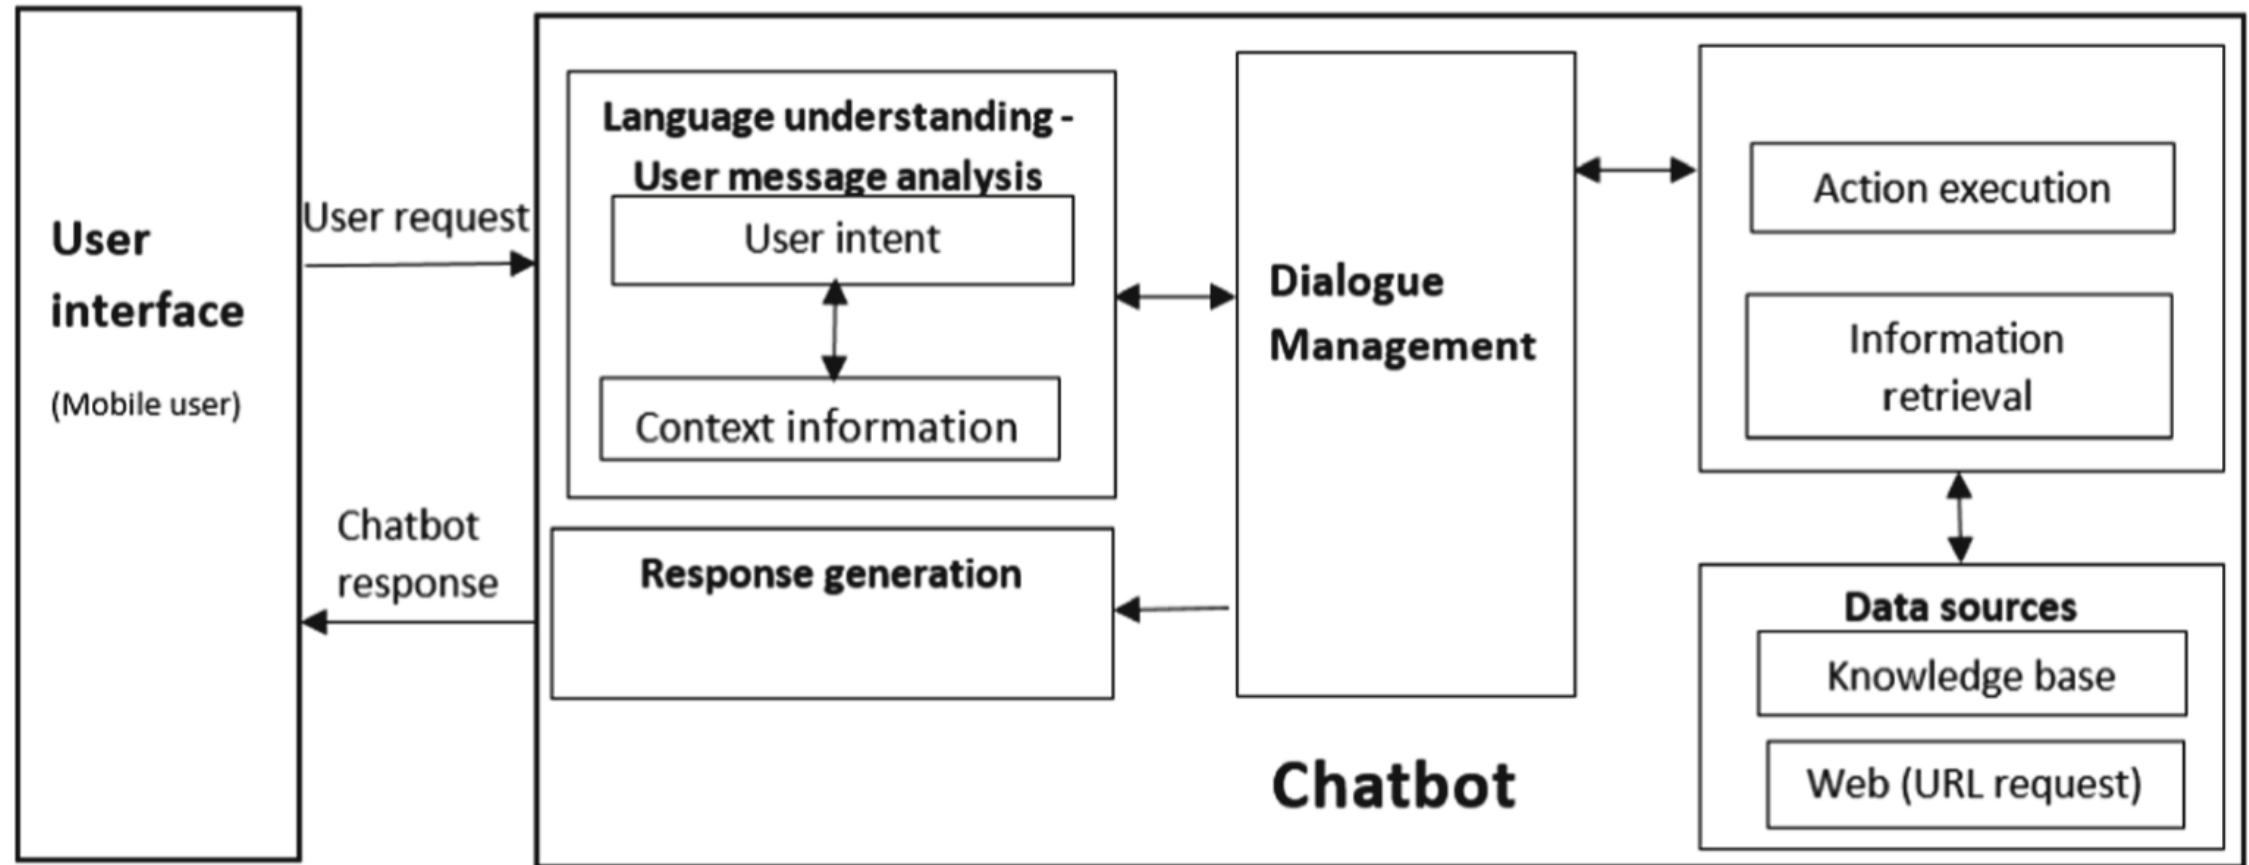 User
interface
(Mobile user)
User request
Chatbot
response
Language understanding -
User message analysis
User intent
Context information
Response generation
Dialogue
Management
Action execution
Information
retrieval
Data sources
Knowledge base
Web (URL request)
Chatbot